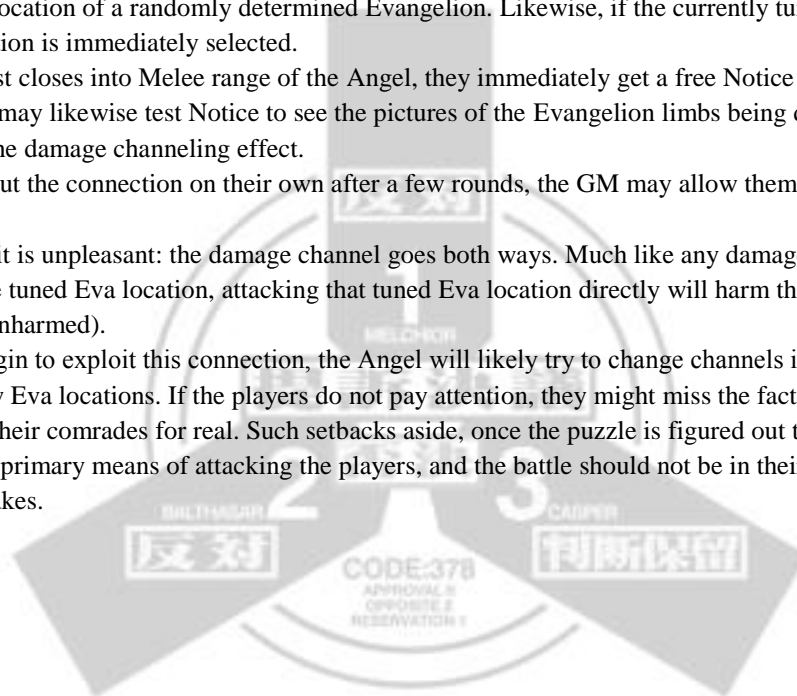 location of a randomly determined Evangelion. Likewise, if the currently tu
tion is immediately selected.
st closes into Melee range of the Angel, they immediately get a free Notice
may likewise test Notice to see the pictures of the Evangelion limbs being
he damage channeling effect.
ut the connection on their own after a few rounds, the GM may allow them
反対
it is unpleasant: the damage channel goes both ways. Much like any damag
e tuned Eva location, attacking that tuned Eva location directly will harm th
nharmed).
1
MELCHIOR
gin to exploit this connection, the Angel will likely try to change channels i
y Eva locations. If the players do not pay attention, they might miss the fact
heir comrades for real. Such setbacks aside, once the puzzle is figured out t
primary means of attacking the players, and the battle should not be in their
akes.
BALTHASAR 2
3 CASPER
反対
判断保留
CODE:378
APPROVAL:0
OPPOSITE:2
RESERVATION:1